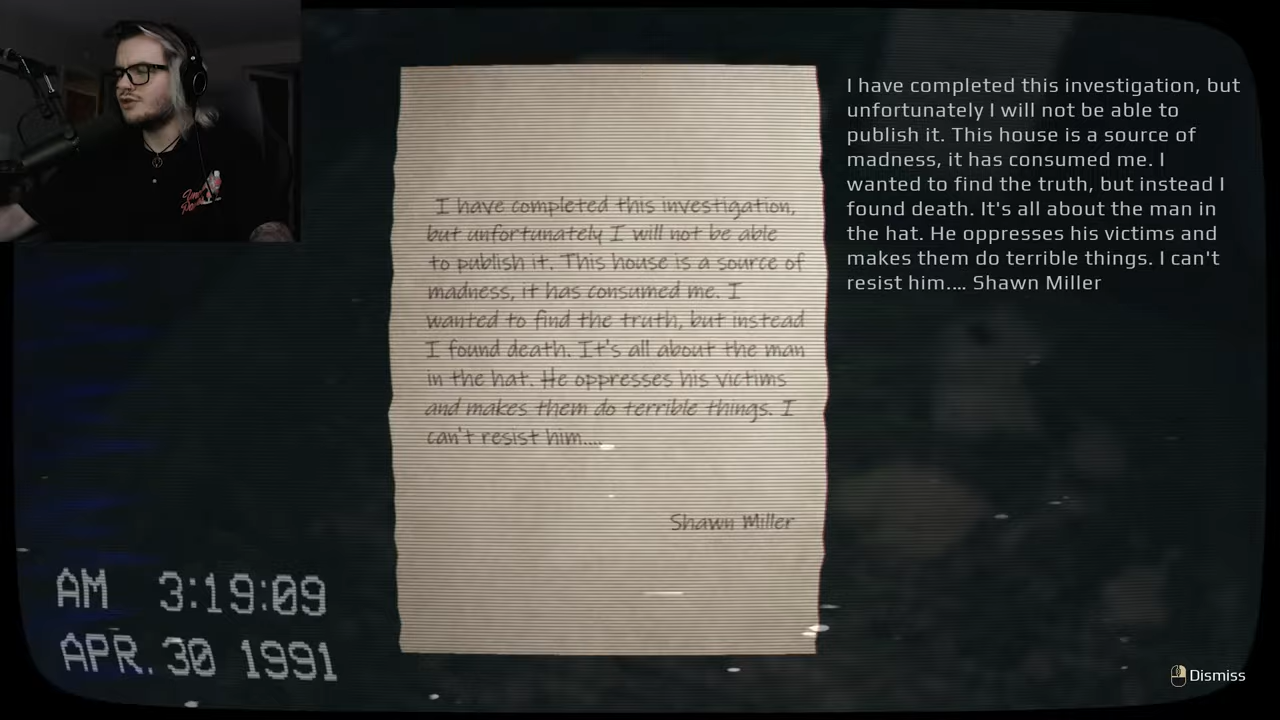 I have completed this investigation,
but unfortunately I will not be able
to publish it. This house is a source of
madness, it has consumed me. I
wanted to find the truth, but instead
I found death. It's all about the man
in the hat. He oppresses his victims
and makes them do terrible things. I
can't resist him....
Shawn Miller
I have completed this investigation, but
unfortunately I will not be able to
publish it. This house is a source of
madness, it has consumed me. I
wanted to find the truth, but instead I
found death. It's all about the man in
the hat. He oppresses his victims and
makes them do terrible things. I can't
resist him.... Shawn Miller
AM 3:19:09
APR. 30 1991
Dismiss